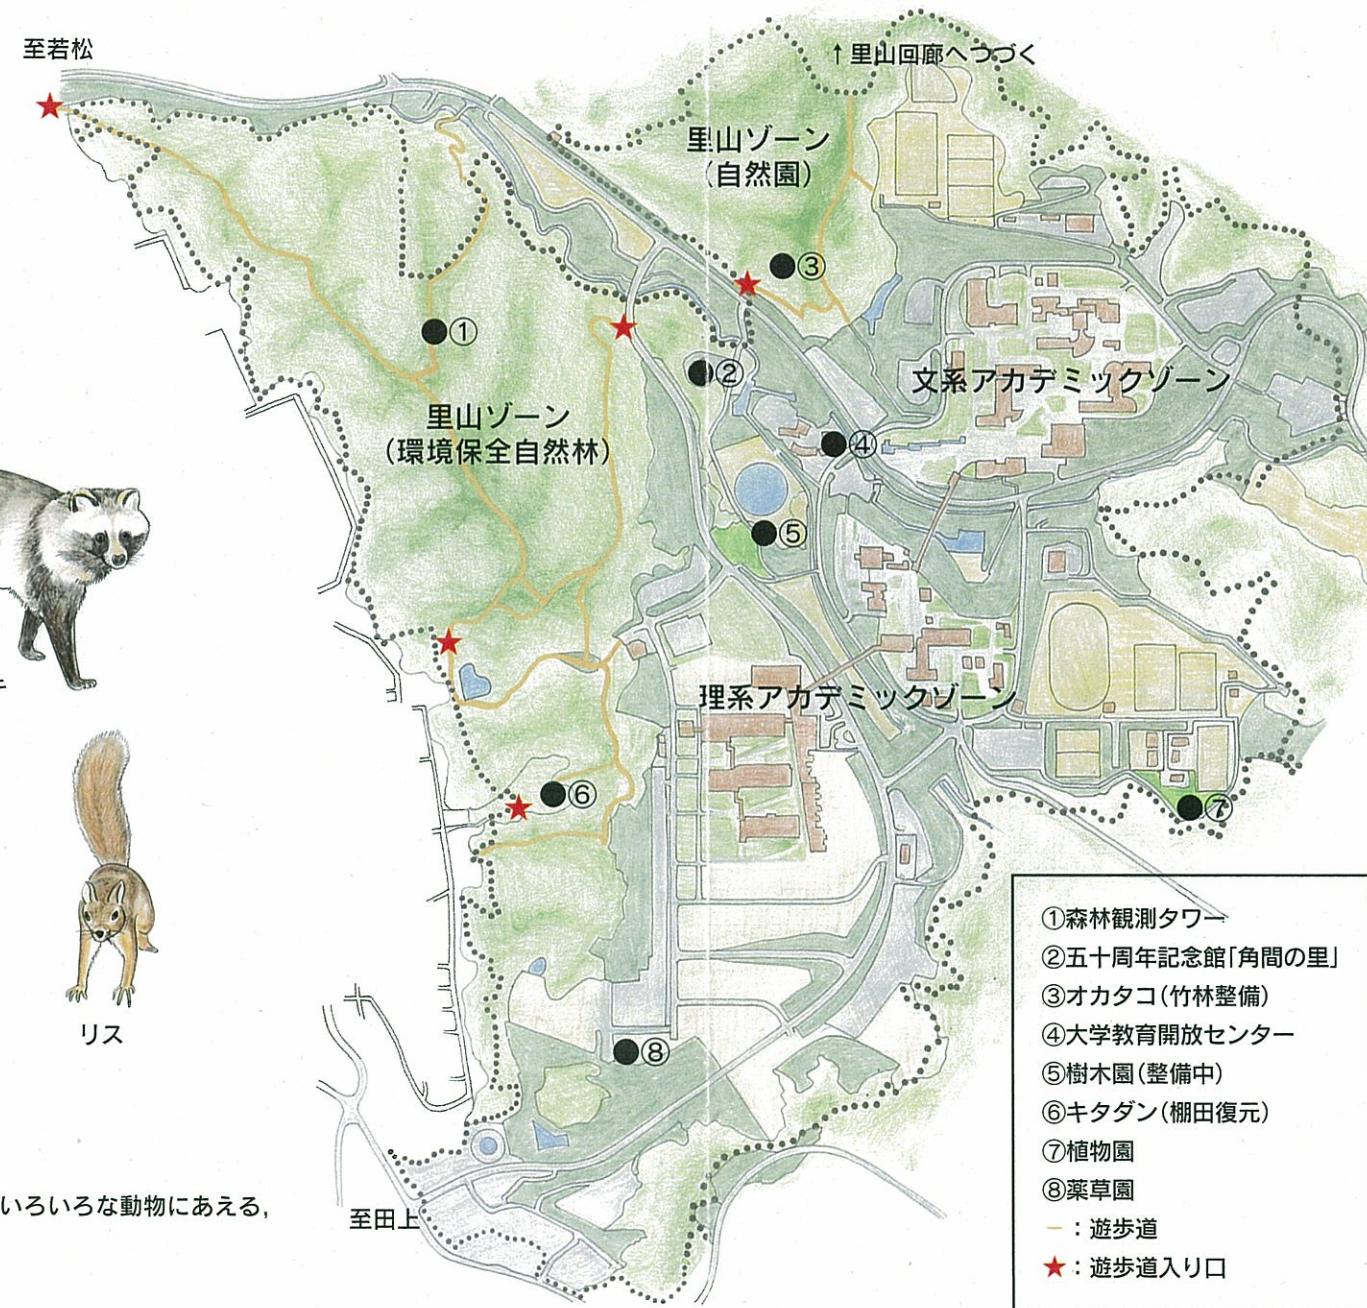 至若松
↑里山回廊へつづく
里山ゾーン
（自然園）
③
①
②
文系アカデミックゾーン
里山ゾーン
（環境保全自然林）
④
⑤
理系アカデミックゾーン
⑥
⑦
リス
⑧
いろいろな動物にあえる,
至田上
①森林観測タワー
②五十周年記念館「角間の里」
③オカタコ（竹林整備）
④大学教育開放センター
⑤樹木園（整備中）
⑥キタダン（棚田復元）
⑦植物園
⑧薬草園
－：遊歩道
★：遊歩道入り口